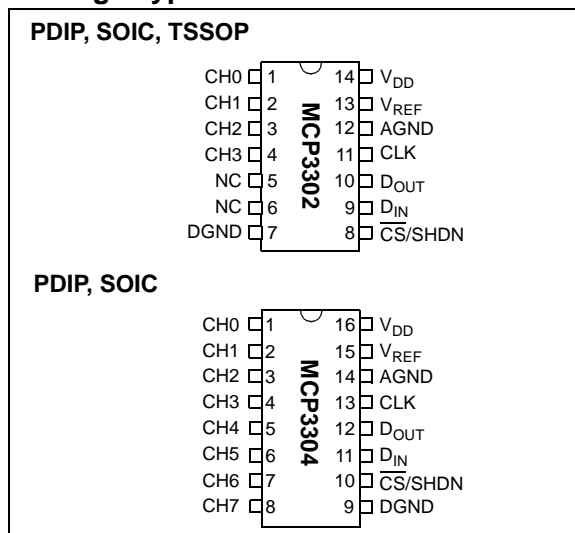 PDIP, SOIC, TSSOP
CH0 1 14 VDD
CH1 2 13 VREF
CH2 3 12 AGND
CH3 4 11 CLK
NC 5 10 DOUT
NC 6 9 DIN
DGND 7 8 CS/SHDN
MCP3302
PDIP, SOIC
CH0 1 16 VDD
CH1 2 15 VREF
CH2 3 14 AGND
CH3 4 13 CLK
CH4 5 12 DOUT
CH5 6 11 DIN
CH6 7 10 CS/SHDN
CH7 8 9 DGND
MCP3304